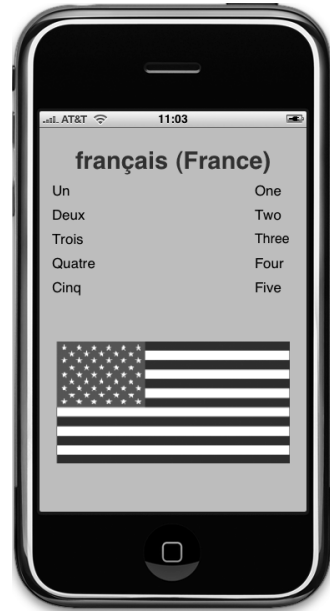 AT&T 11:03
français (France)
Un One
Deux Two
Trois Three
Quatre Four
Cinq Five